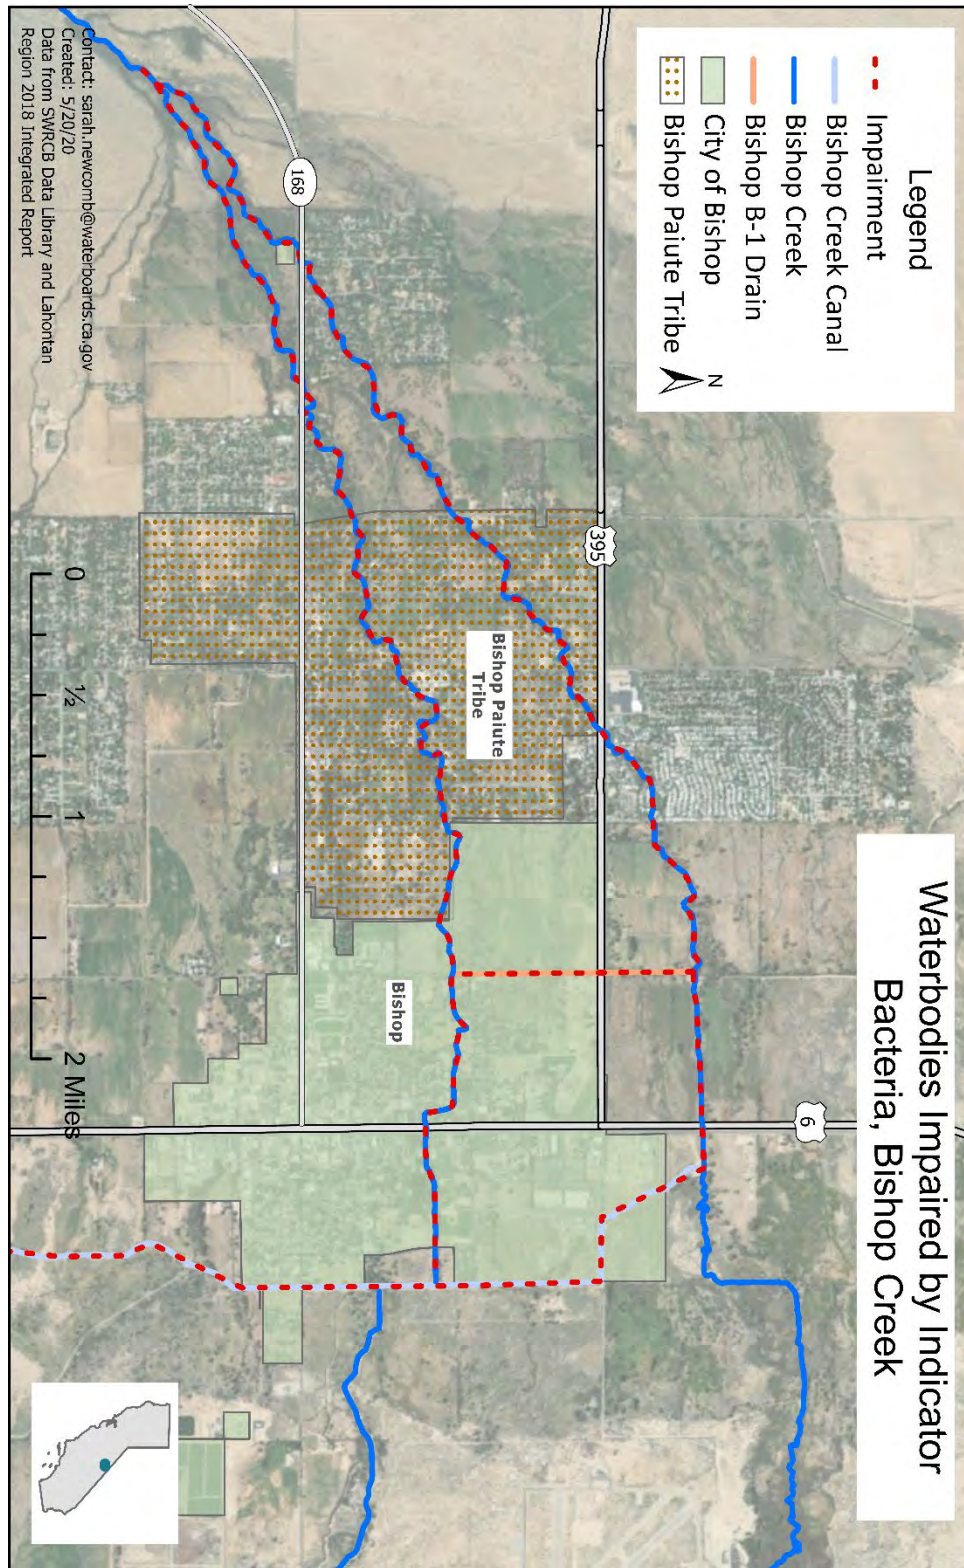 Waterbodies Impaired by Indicator
Bacteria, Bishop Creek
Legend
Impairment
Bishop Creek Canal
Bishop Creek
Bishop B-1 Drain
City of Bishop
Bishop Paiute Tribe
N
395
6
168
Bishop Paiute
Tribe
Bishop
0 ½ 1 2 Miles
Contact: sarah.newcomb@waterboards.ca.gov
Created: 5/20/20
Data from SWRCB Data Library and Lahontan
Region 2018 Integrated Report